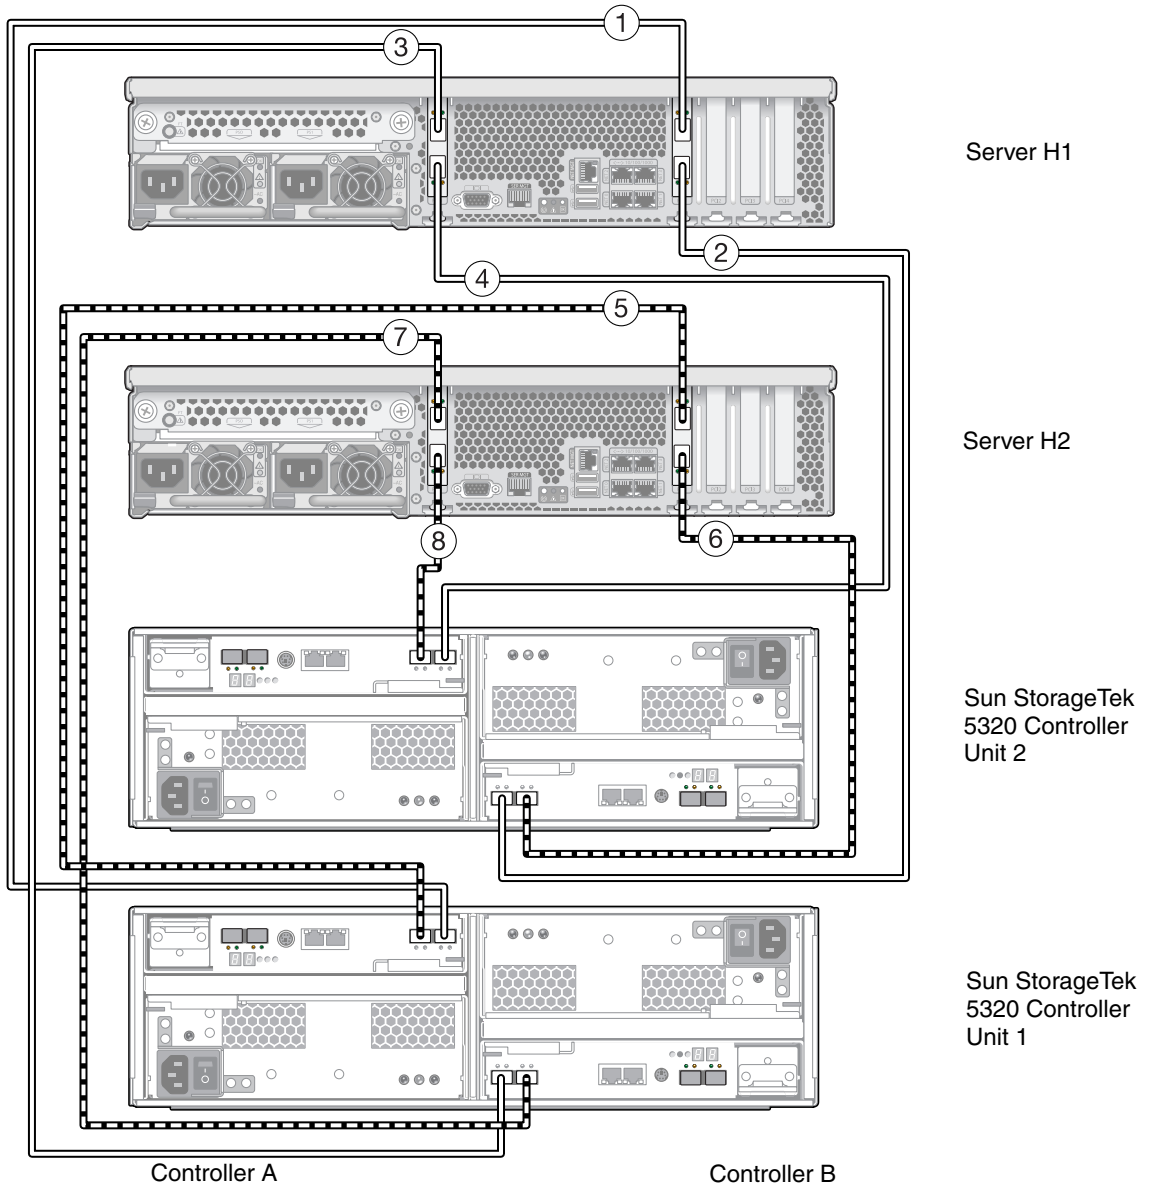 1
3
Server H1
2
4
5
7
Server H2
8
6
Sun StorageTek
5320 Controller
Unit 2
Sun StorageTek
5320 Controller
Unit 1
Controller A
Controller B